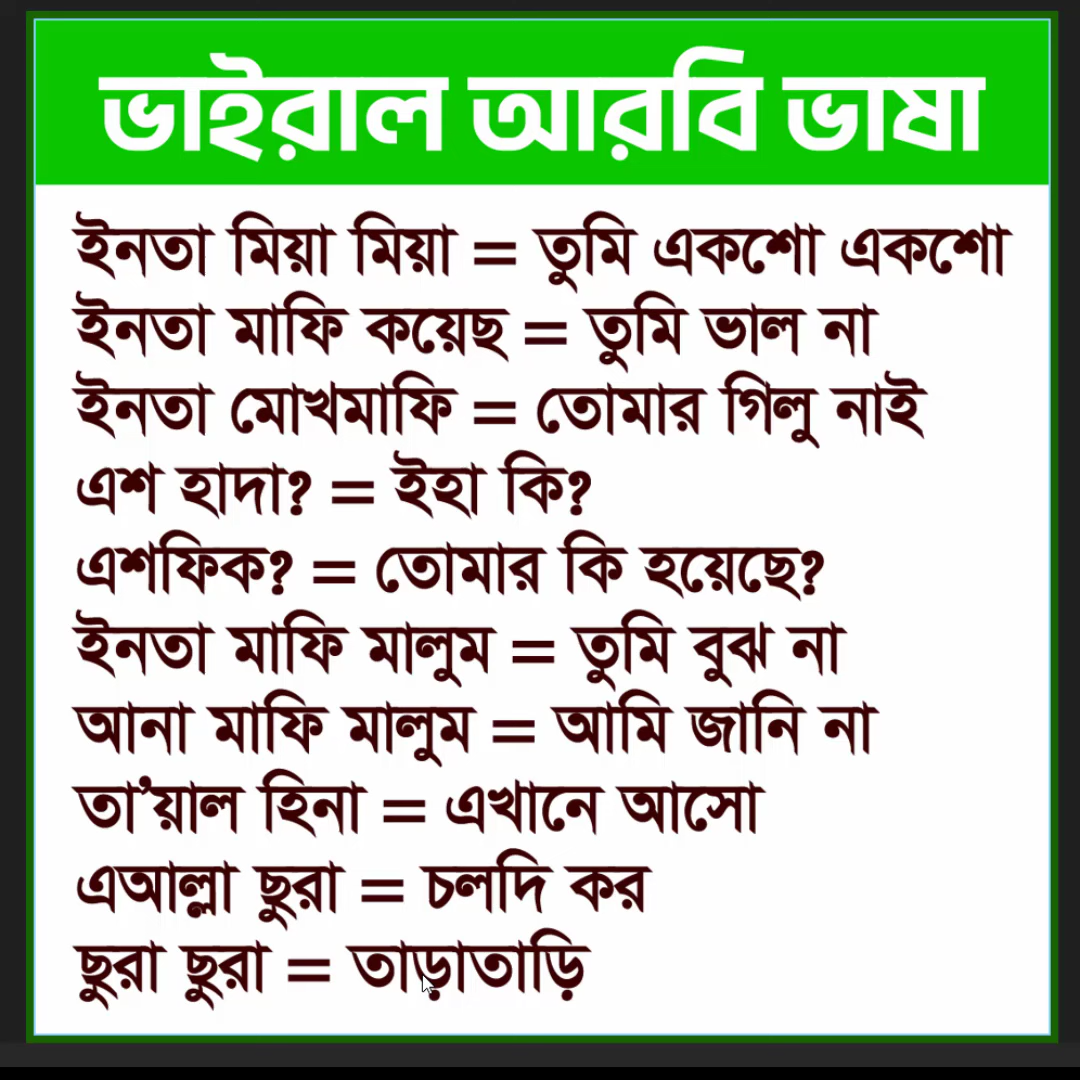 ভাইরাল আরবি ভাষা
ইনতা মিয়া মিয়া = তুমি একশো একশো
ইনতা মাফি কয়েছ = তুমি ভাল না
ইনতা মোখমাফি = তোমার গিলু নাই
এশ হাদা? = ইহা কি?
এশফিক? = তোমার কি হয়েছে?
ইনতা মাফি মালুম = তুমি বুঝ না
আনা মাফি মালুম = আমি জানি না
তা’য়াল হিনা = এখানে আসো
এআল্লা ছুরা = চলদি কর
ছুরা ছুরা = তাড়াতাড়ি